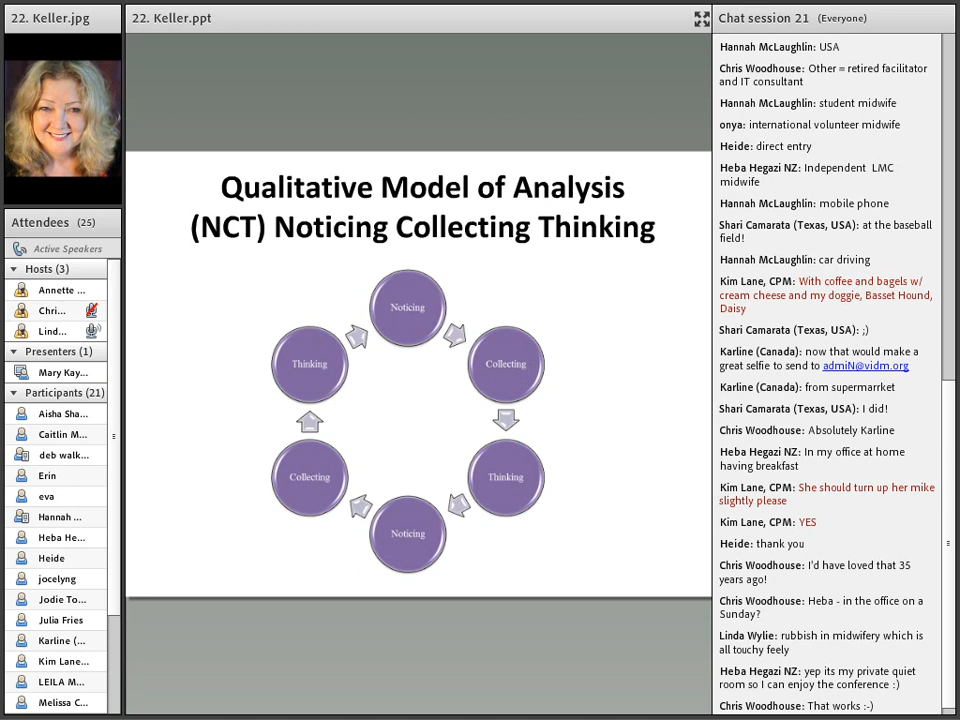 22. Keller.jpg
22. Keller.ppt
Chat session 21 (Everyone)
Attendees (25)
Active Speakers
Hosts (3)
Annette ...
Chri...
Lind...
Presenters (1)
Mary Kay...
Participants (21)
Aisha Sha...
Caitlin M...
deb walk...
Erin
eva
Hannah ...
Heba He...
Heide
jocelyng
Jodie To...
Julia Fries
Karline (...
Kim Lane...
LEILA M...
Melissa C...
Qualitative Model of Analysis
(NCT) Noticing Collecting Thinking
Noticing
Collecting
Thinking
Noticing
Collecting
Thinking
Hannah McLaughlin: USA
Chris Woodhouse: Other = retired facilitator
and IT consultant
Hannah McLaughlin: student midwife
onya: international volunteer midwife
Heide: direct entry
Heba Hegazi NZ: Independent LMC
midwife
Hannah McLaughlin: mobile phone
Shari Camarata (Texas, USA): at the baseball
field!
Hannah McLaughlin: car driving
Kim Lane, CPM: With coffee and bagels w/
cream cheese and my doggie, Basset Hound,
Daisy
Shari Camarata (Texas, USA): ;)
Karline (Canada): now that would make a
great selfie to send to admiN@vidm.org
Karline (Canada): from supermarrket
Shari Camarata (Texas, USA): I did!
Chris Woodhouse: Absolutely Karline
Heba Hegazi NZ: In my office at home
having breakfast
Kim Lane, CPM: She should turn up her mike
slightly please
Kim Lane, CPM: YES
Heide: thank you
Chris Woodhouse: I'd have loved that 35
years ago!
Chris Woodhouse: Heba - in the office on a
Sunday?
Linda Wylie: rubbish in midwifery which is
all touchy feely
Heba Hegazi NZ: yep its my private quiet
room so I can enjoy the conference :)
Chris Woodhouse: That works :-)